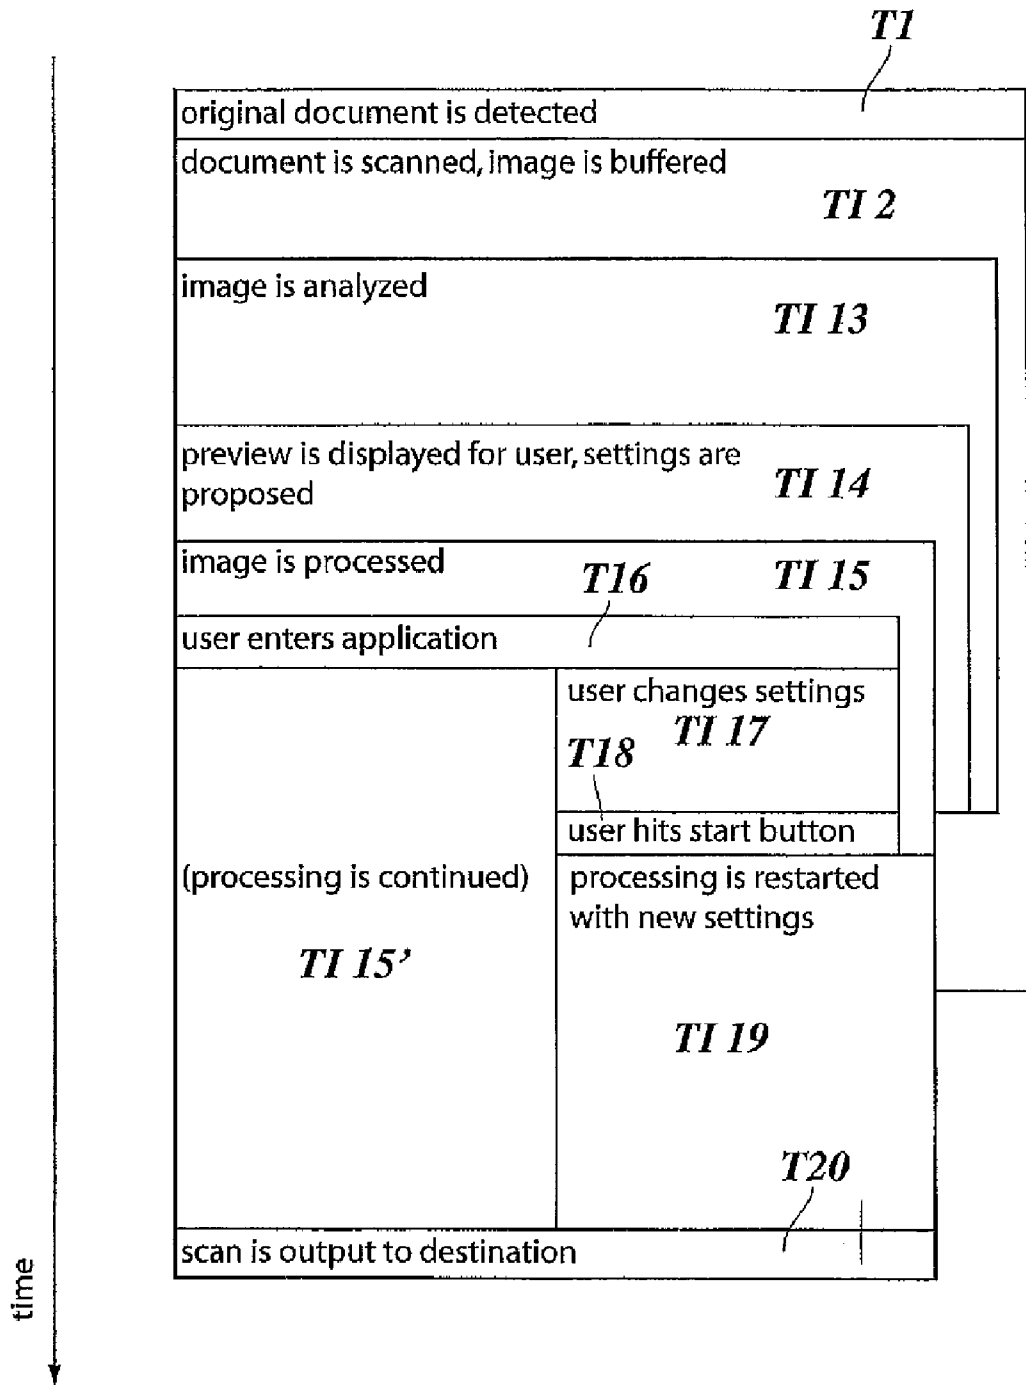 T1
original document is detected
document is scanned, image is buffered
TI 2
image is analyzed
TI 13
preview is displayed for user, settings are
proposed
TI 14
image is processed
TI 15
T16
user enters application
user changes settings
TI 17
T18
user hits start button
(processing is continued)
TI 15’
processing is restarted
with new settings
TI 19
T20
scan is output to destination
time